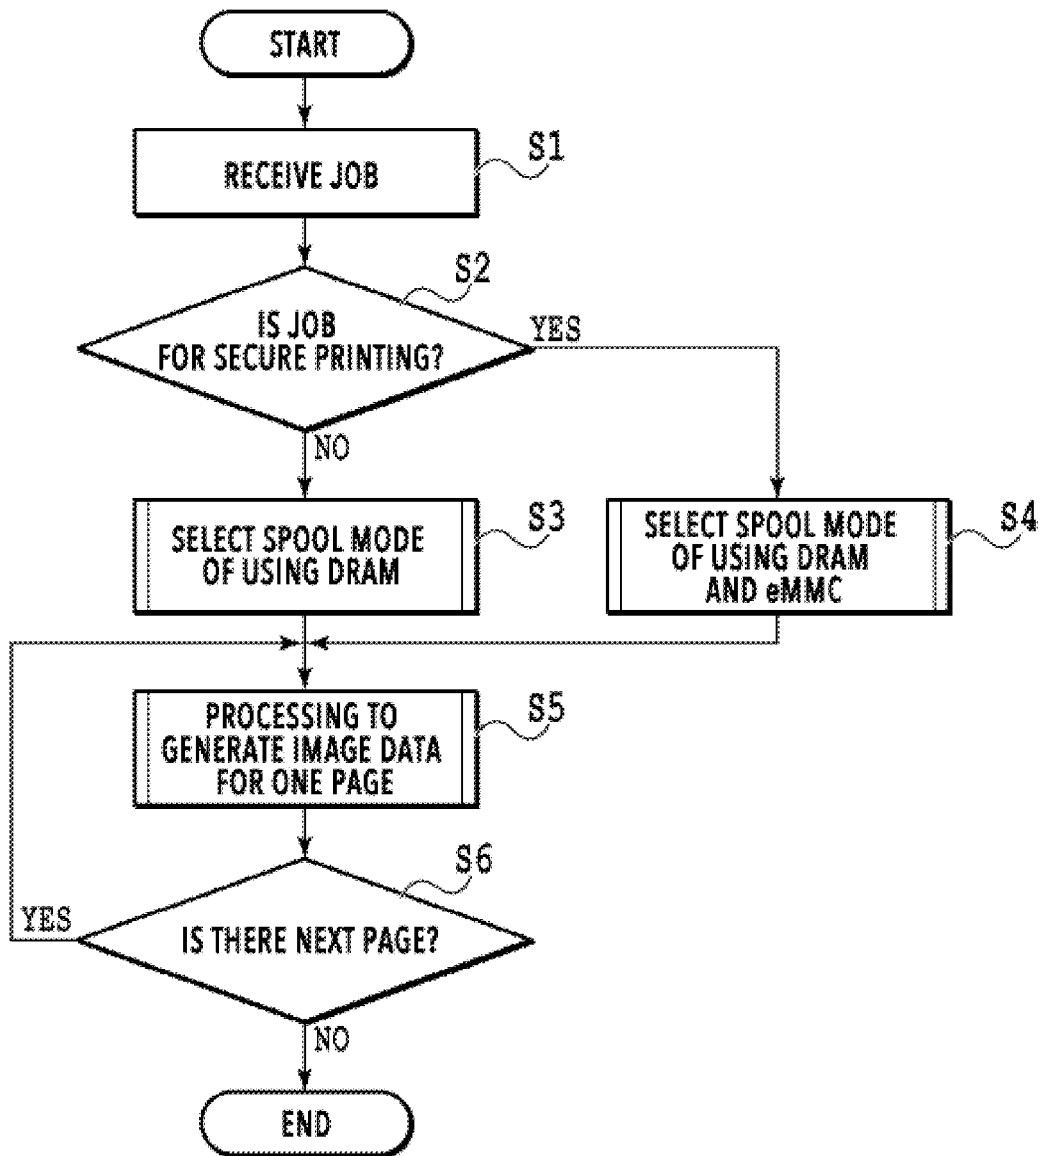 START
RECEIVE JOB
S1
S2
IS JOB
FOR SECURE PRINTING?
YES
NO
SELECT SPOOL MODE
OF USING DRAM
S3
SELECT SPOOL MODE
OF USING DRAM
AND eMMC
S4
PROCESSING TO
GENERATE IMAGE DATA
FOR ONE PAGE
S5
S6
IS THERE NEXT PAGE?
YES
NO
END